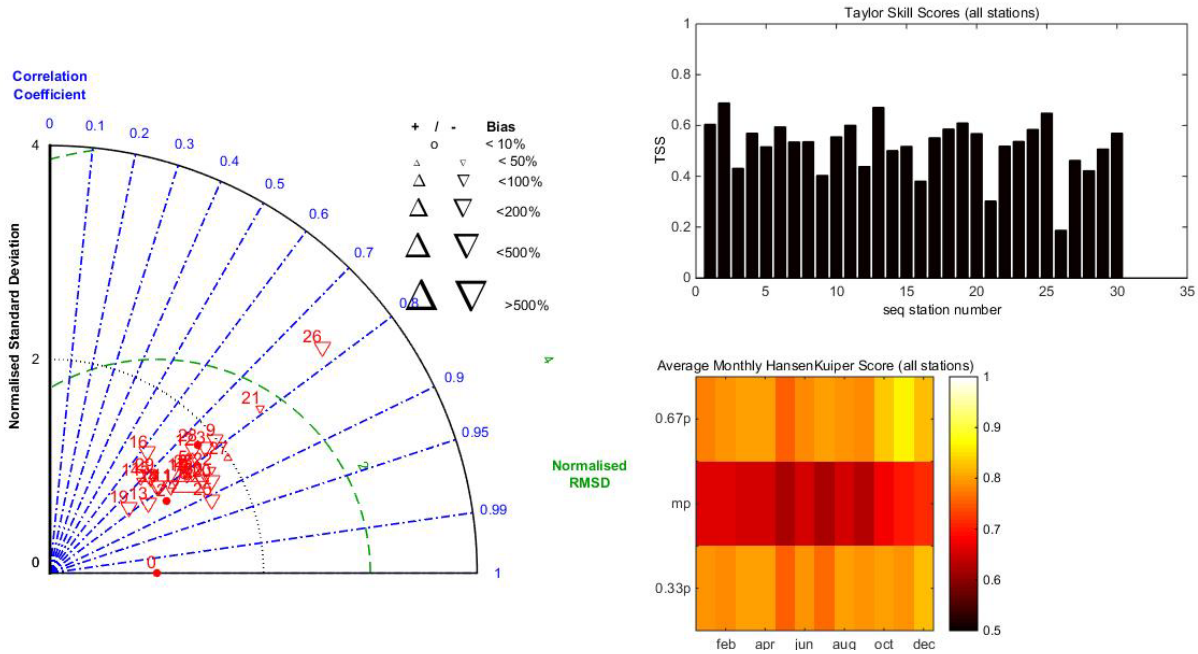 Correlation
Coefficient
0
0.1
0.2
0.3
0.4
0.5
0.6
0.7
0.8
0.9
0.95
0.99
1
4
2
0
Normalised Standard Deviation
+ / - Bias
o < 10%
< 50%
<100%
<200%
<500%
>500%
26
21
16
9
19
13
0
4
2
Normalised
RMSD
Taylor Skill Scores (all stations)
1
0.8
0.6
0.4
0.2
0
TSS
0 5 10 15 20 25 30 35
seq station number
Average Monthly HansenKuiper Score (all stations)
0.67p
mp
0.33p
feb apr jun aug oct dec
1
0.9
0.8
0.7
0.6
0.5